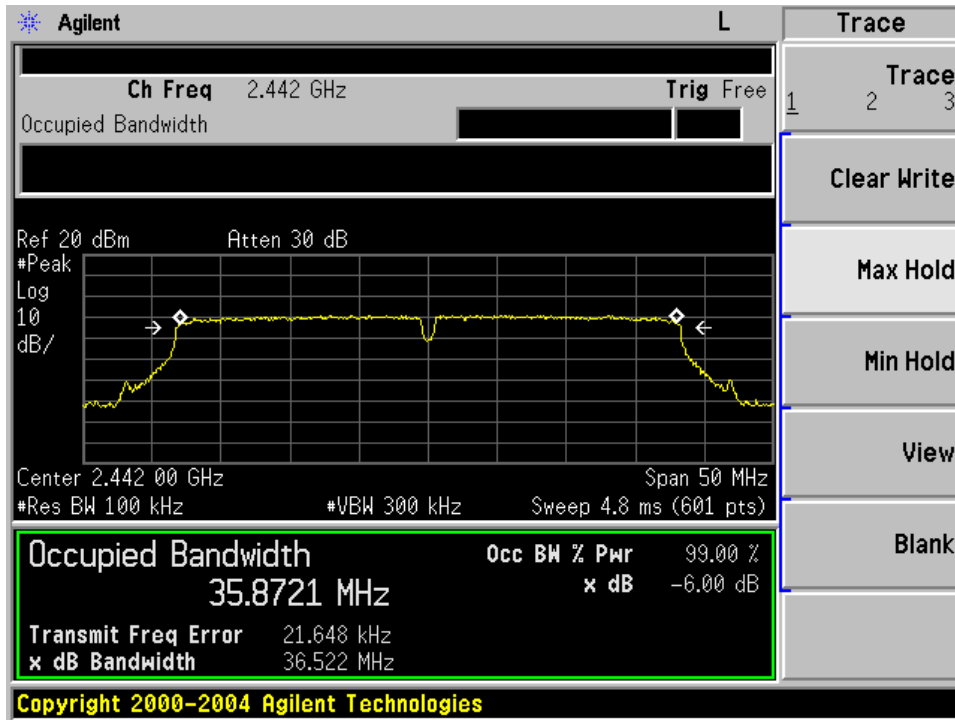 Agilent L Trace
Ch Freq 2.442 GHz Trig Free
Occupied Bandwidth
Trace
1 2 3
Clear Write
Max Hold
Min Hold
View
Blank
Ref 20 dBm Atten 30 dB
#Peak
Log
10
dB/
Center 2.442 00 GHz Span 50 MHz
#Res BW 100 kHz #VBW 300 kHz Sweep 4.8 ms (601 pts)
Occupied Bandwidth Occ BW % Pwr 99.00 %
35.8721 MHz x dB -6.00 dB
Transmit Freq Error 21.648 kHz
x dB Bandwidth 36.522 MHz
Copyright 2000-2004 Agilent Technologies